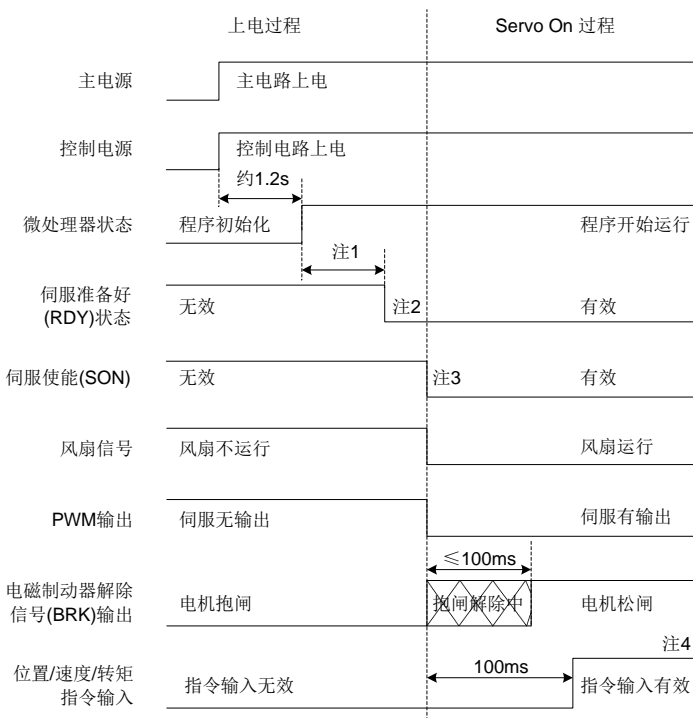 上电过程
Servo On 过程
主电源
主电路上电
控制电源
控制电路上电
约1.2s
微处理器状态
程序初始化
程序开始运行
注1
伺服准备好
(RDY)状态
无效
注2
有效
伺服使能(SON)
无效
注3
有效
风扇信号
风扇不运行
风扇运行
PWM输出
伺服无输出
伺服有输出
≤100ms
电磁制动器解除
信号(BRK)输出
电机抱闸
抱闸解除中
电机松闸
注4
位置/速度/转矩
指令输入
指令输入无效
100ms
指令输入有效